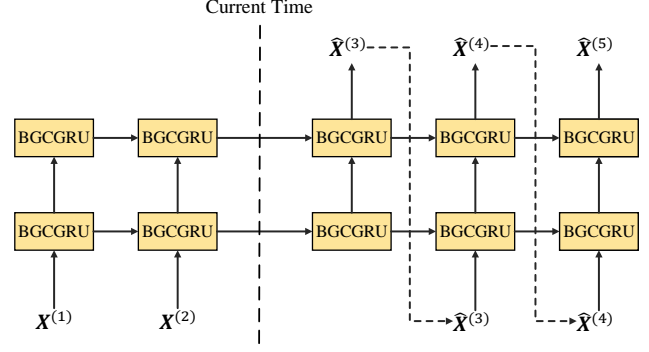 Current Time
X̂^(3) X̂^(4) X̂^(5)
BGCGRU BGCGRU BGCGRU BGCGRU BGCGRU
BGCGRU BGCGRU BGCGRU BGCGRU BGCGRU
X^(1) X^(2) X̂^(3) X̂^(4)